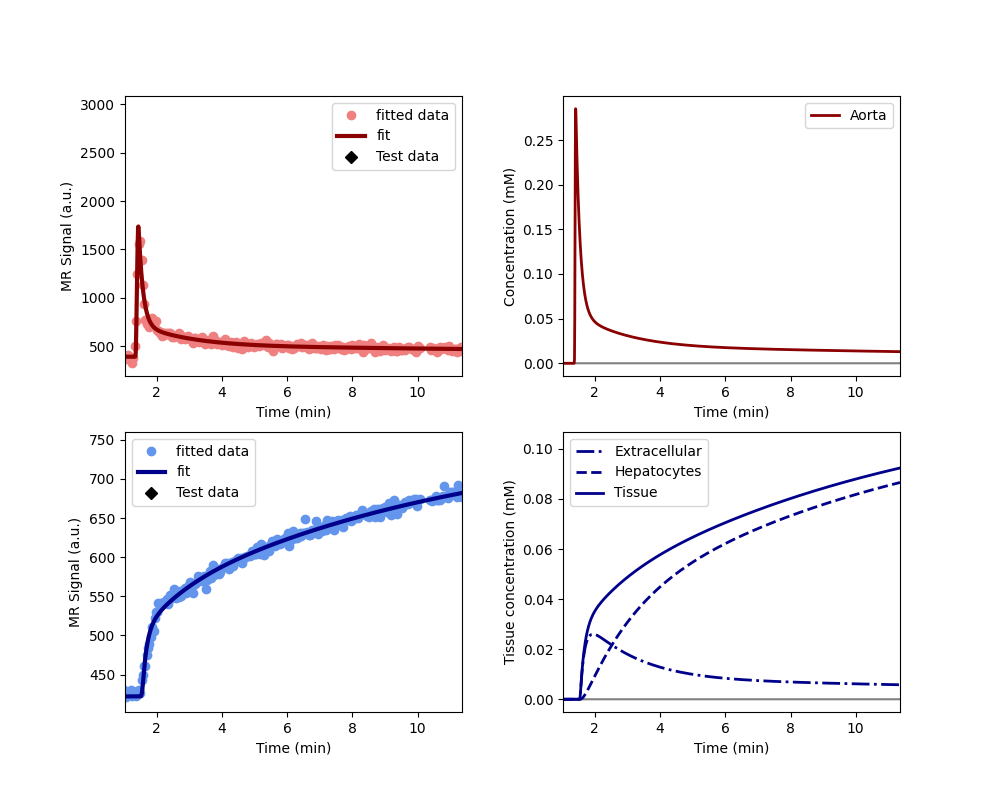 MR Signal (a.u.)
3000
2500
2000
1500
1000
500
fitted data
fit
Test data
2 4 6 8 10
Time (min)
Concentration (mM)
0.25
0.20
0.15
0.10
0.05
0.00
Aorta
2 4 6 8 10
Time (min)
MR Signal (a.u.)
750
700
650
600
550
500
450
fitted data
fit
Test data
2 4 6 8 10
Time (min)
Tissue concentration (mM)
0.10
0.08
0.06
0.04
0.02
0.00
Extracellular
Hepatocytes
Tissue
2 4 6 8 10
Time (min)